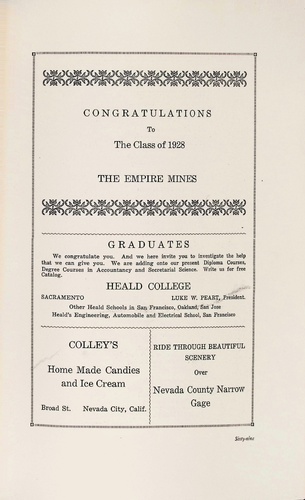 CONGRATULATIONS
To
The Class of 1928
THE EMPIRE MINES
GRADUATES
We congratulate you. And we here invite you to investigate the help
that we can give you. We are adding onto our present Diploma Courses,
Degree Courses in Accountancy and Secretarial Science. Write us for free
Catalog.
HEALD COLLEGE
SACRAMENTO LUKE W. PEART, President.
Other Heald Schools in San Francisco, Oakland, San Jose
Heald's Engineering, Automobile and Electrical School, San Francisco
COLLEY'S
Home Made Candies
and Ice Cream
Broad St. Nevada City, Calif.
RIDE THROUGH BEAUTIFUL
SCENERY
Over
Nevada County Narrow
Gage
Sixty-nine